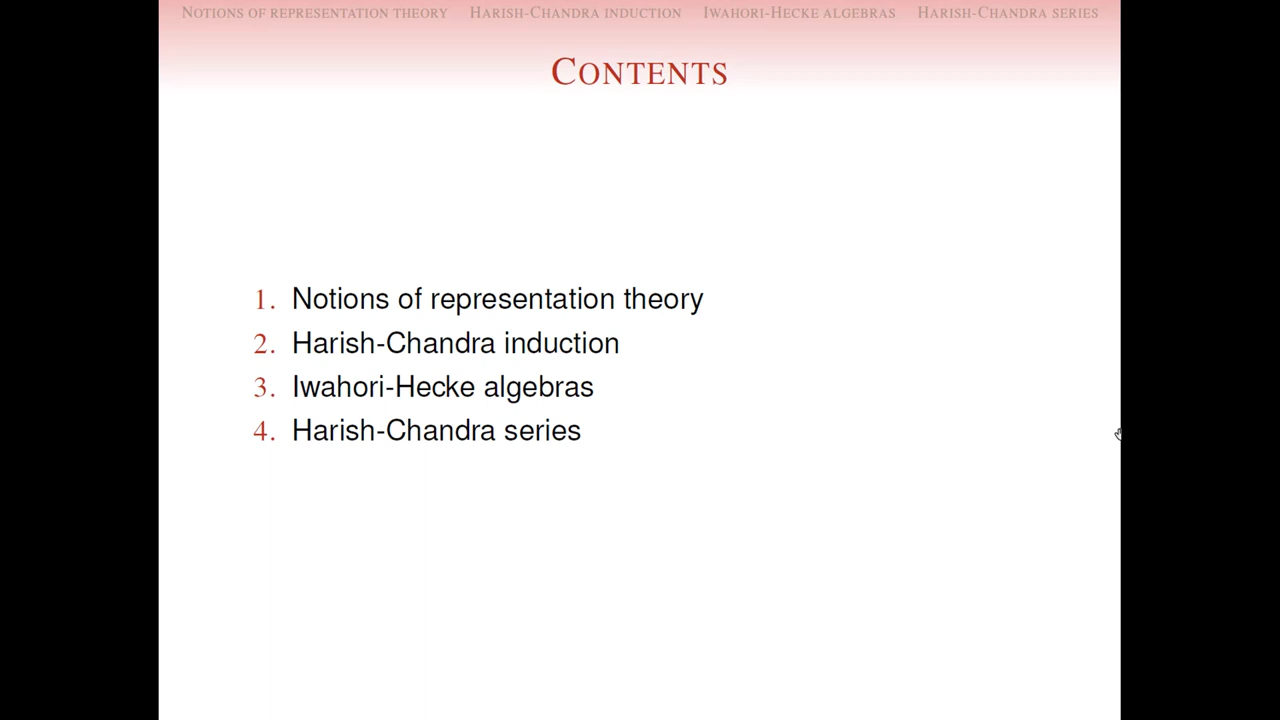 NOTIONS OF REPRESENTATION THEORY HARISH-CHANDRA INDUCTION IWAHORI-HECKE ALGEBRAS HARISH-CHANDRA SERIES
CONTENTS
1. Notions of representation theory
2. Harish-Chandra induction
3. Iwahori-Hecke algebras
4. Harish-Chandra series